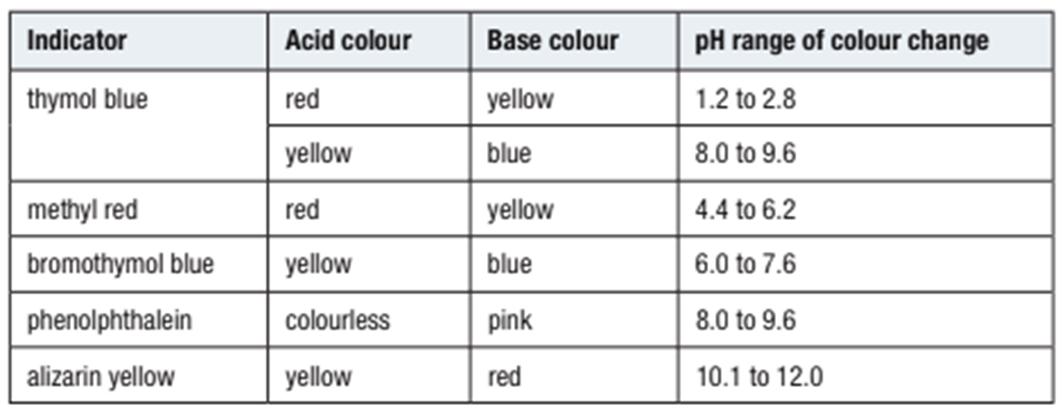 Indicator Acid colour Base colour pH range of colour change
thymol blue red yellow 1.2 to 2.8
yellow blue 8.0 to 9.6
methyl red red yellow 4.4 to 6.2
bromothymol blue yellow blue 6.0 to 7.6
phenolphthalein colourless pink 8.0 to 9.6
alizarin yellow yellow red 10.1 to 12.0